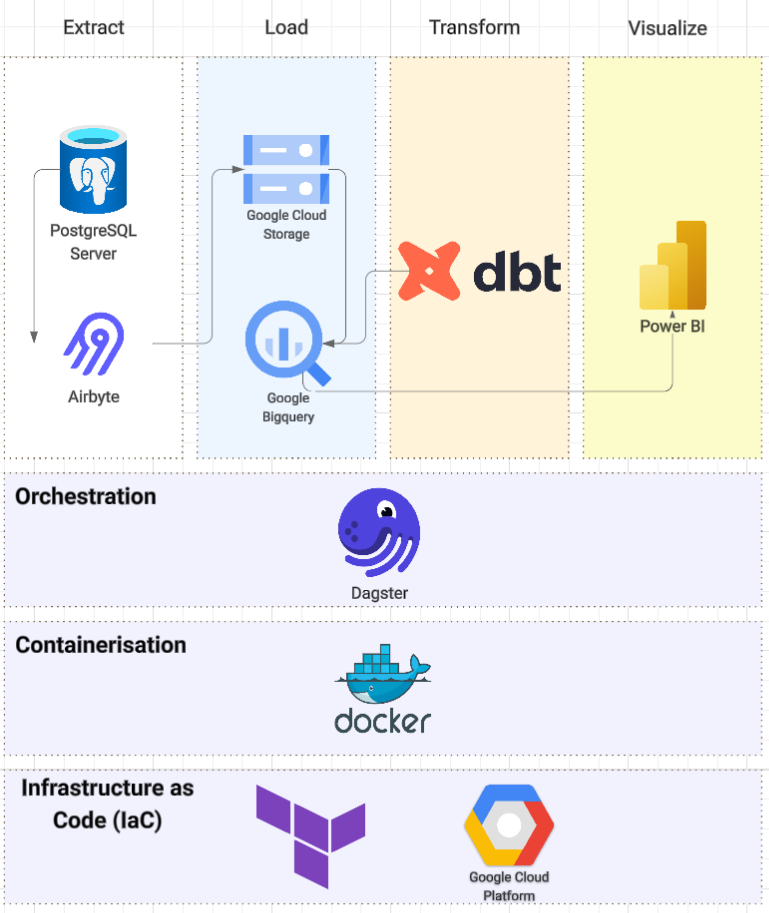 Extract
Load
Transform
Visualize
PostgreSQL
Server
Airbyte
Google Cloud
Storage
Google
Bigquery
dbt
Power BI
Orchestration
Dagster
Containerisation
docker
Infrastructure as
Code (IaC)
Google Cloud
Platform